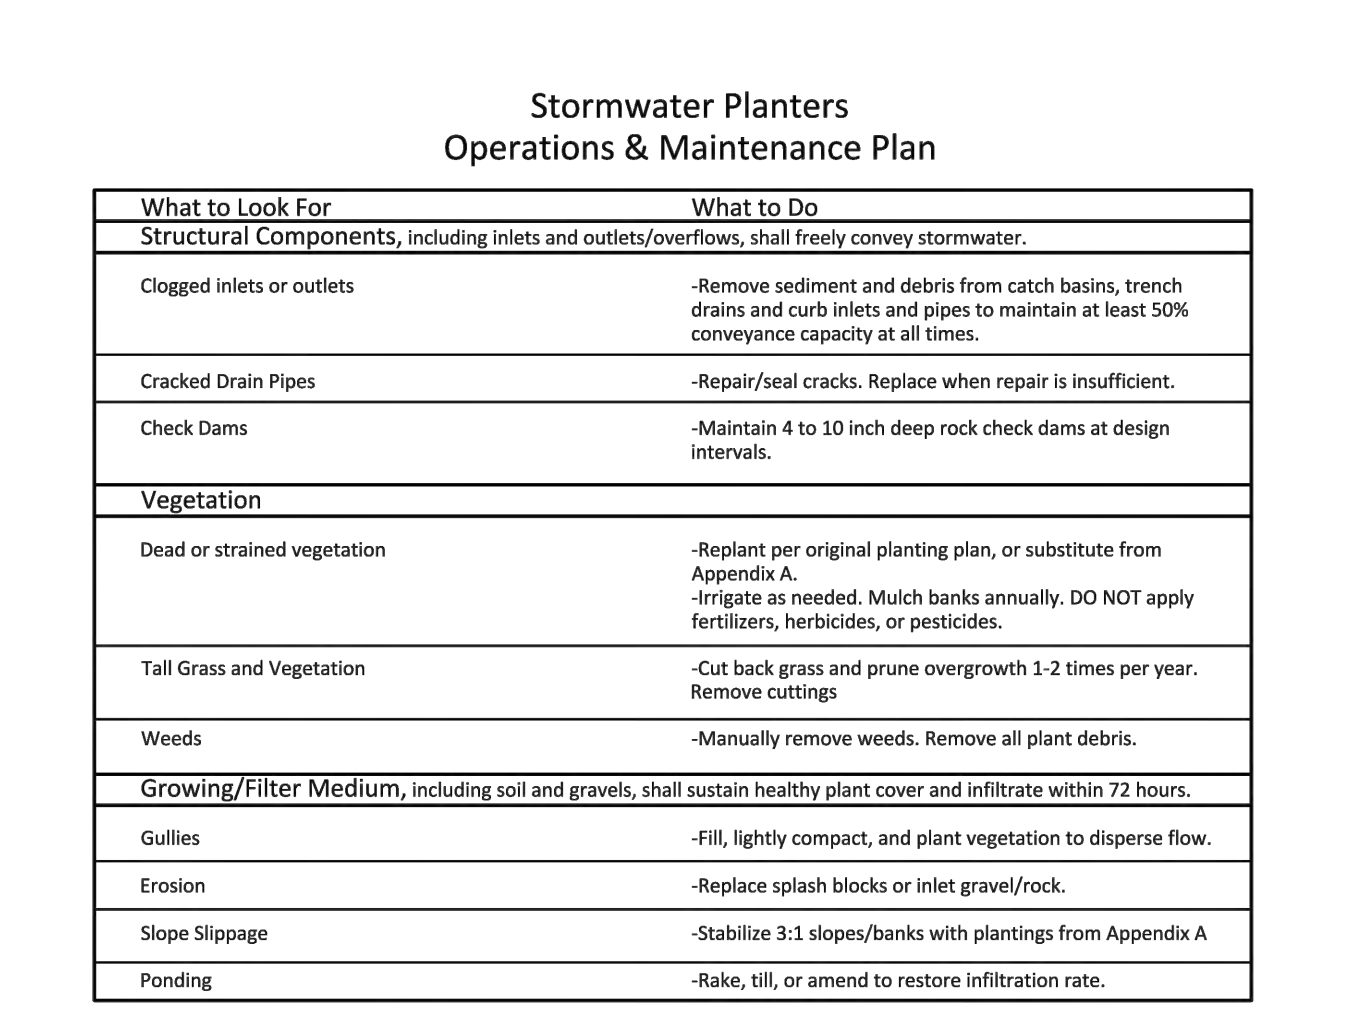 Stormwater Planters
Operations & Maintenance Plan
What to Look For What to Do
Structural Components, including inlets and outlets/overflows, shall freely convey stormwater.
Clogged inlets or outlets -Remove sediment and debris from catch basins, trench
drains and curb inlets and pipes to maintain at least 50%
conveyance capacity at all times.
Cracked Drain Pipes -Repair/seal cracks. Replace when repair is insufficient.
Check Dams -Maintain 4 to 10 inch deep rock check dams at design
intervals.
Vegetation
Dead or strained vegetation -Replant per original planting plan, or substitute from
Appendix A.
-Irrigate as needed. Mulch banks annually. DO NOT apply
fertilizers, herbicides, or pesticides.
Tall Grass and Vegetation -Cut back grass and prune overgrowth 1-2 times per year.
Remove cuttings
Weeds -Manually remove weeds. Remove all plant debris.
Growing/Filter Medium, including soil and gravels, shall sustain healthy plant cover and infiltrate within 72 hours.
Gullies -Fill, lightly compact, and plant vegetation to disperse flow.
Erosion -Replace splash blocks or inlet gravel/rock.
Slope Slippage -Stabilize 3:1 slopes/banks with plantings from Appendix A
Ponding -Rake, till, or amend to restore infiltration rate.